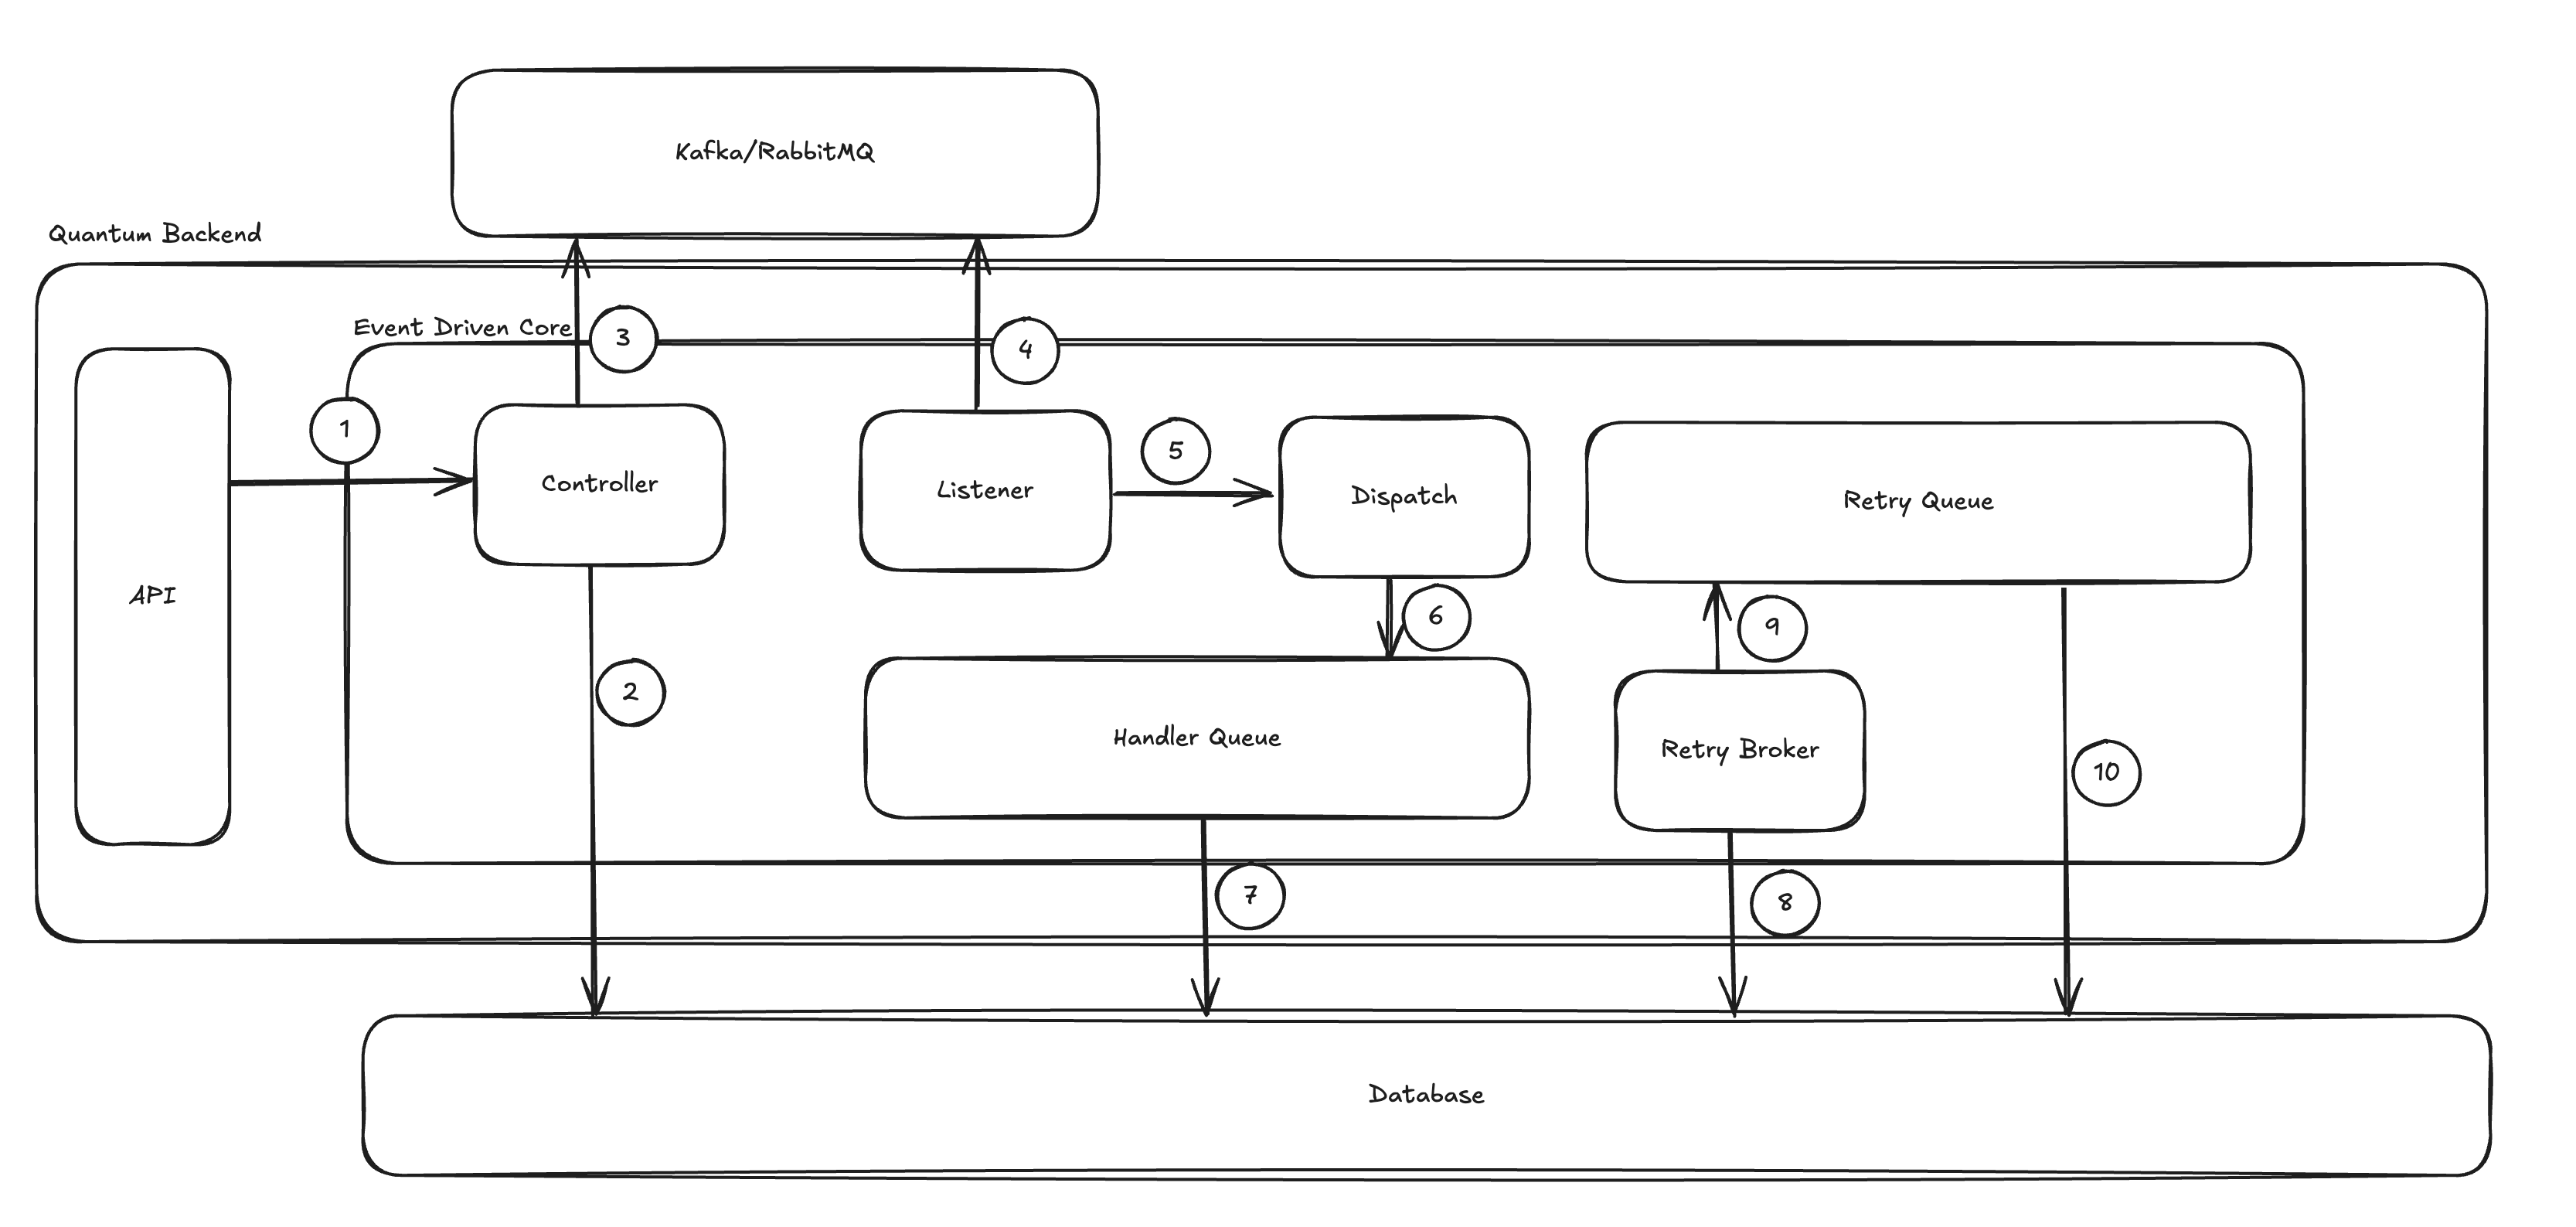 Kafka/RabbitMQ
Quantum Backend
Event Driven Core
3
4
1
5
Controller
Listener
Dispatch
Retry Queue
API
6
9
2
Handler Queue
Retry Broker
10
7
8
Database